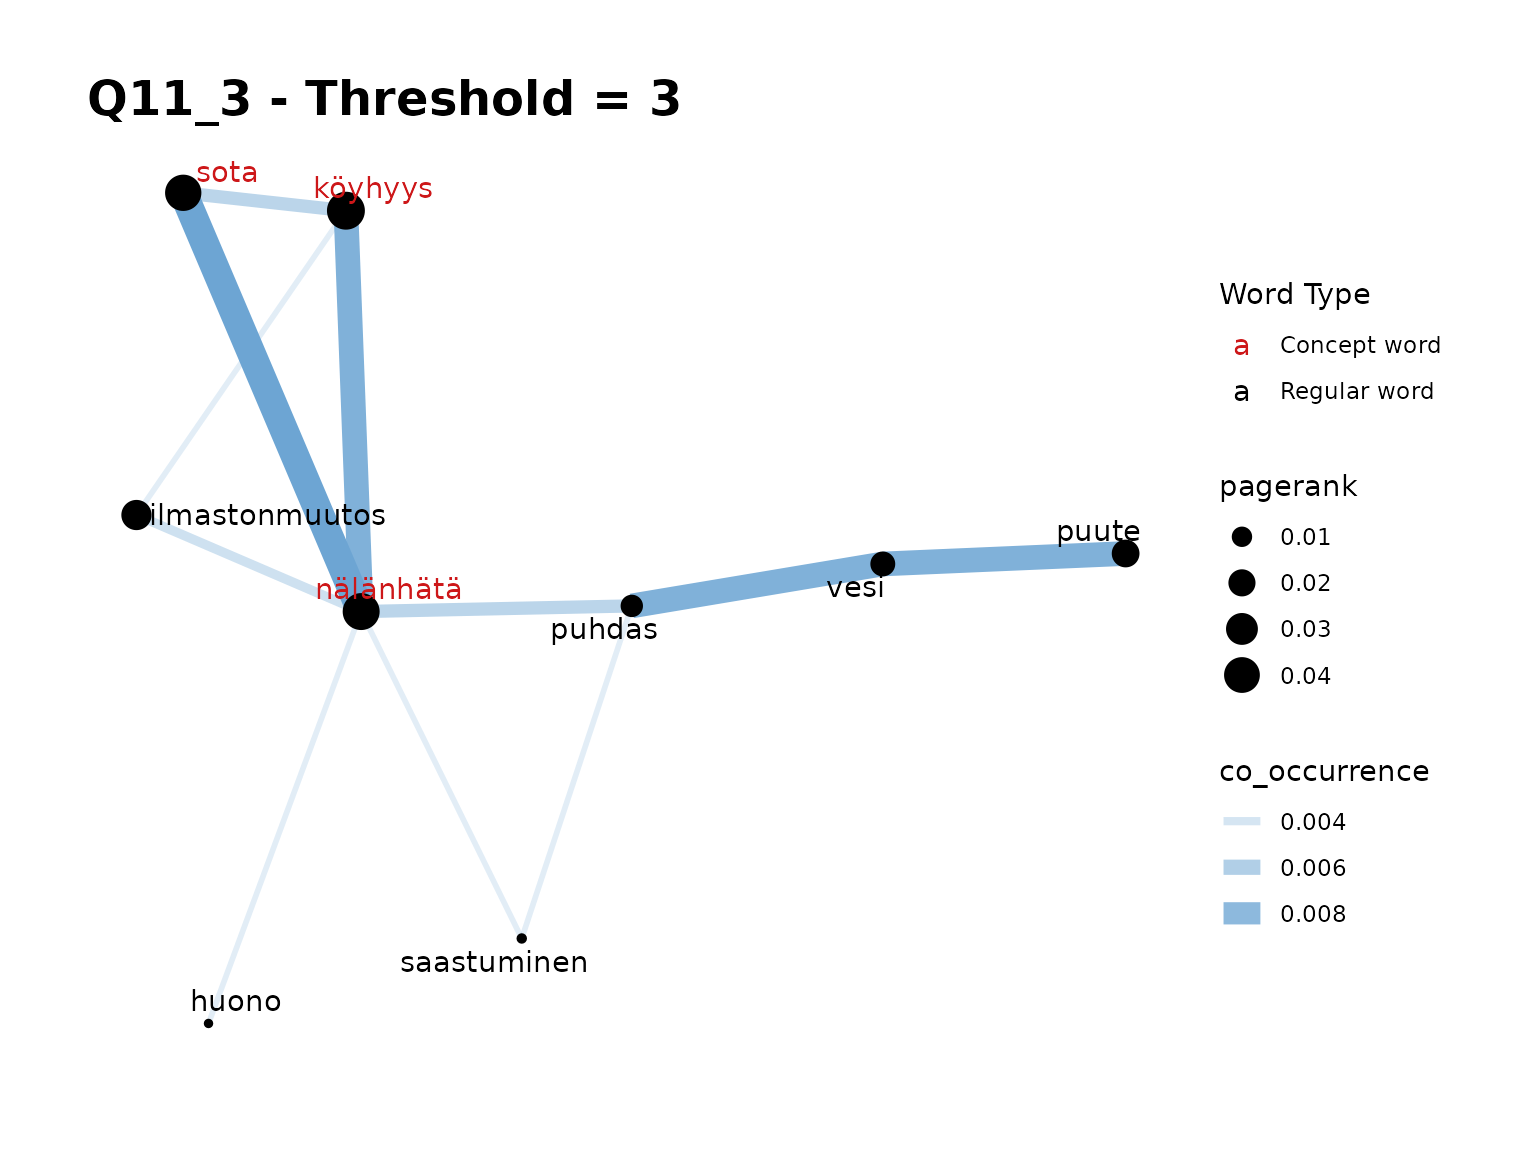 Q11_3 - Threshold = 3
sota
köyhyys
ilmastonmuutos
nälänhätä
puhdas
vesi
puute
saastuminen
huono
Word Type
a Concept word
a Regular word
pagerank
0.01
0.02
0.03
0.04
co_occurrence
0.004
0.006
0.008